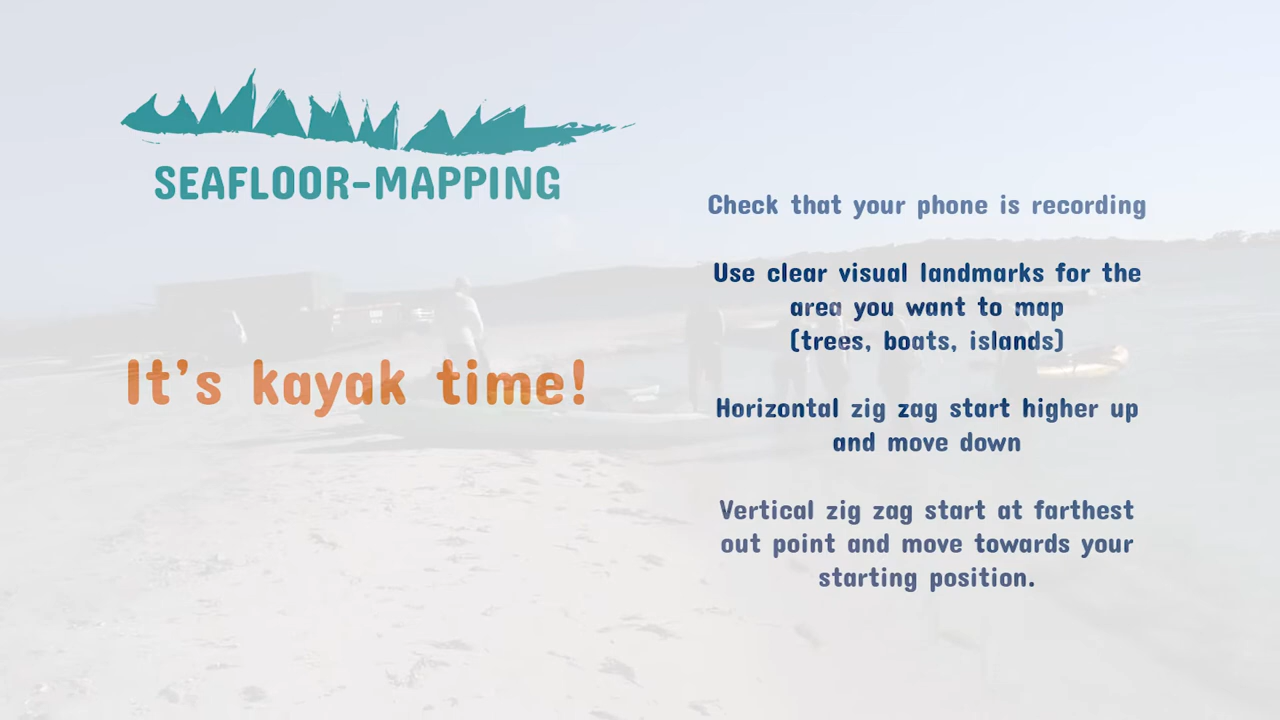 SEAFLOOR-MAPPING
It's kayak time!
Check that your phone is recording
Use clear visual landmarks for the
area you want to map
(trees, boats, islands)
Horizontal zig zag start higher up
and move down
Vertical zig zag start at farthest
out point and move towards your
starting position.